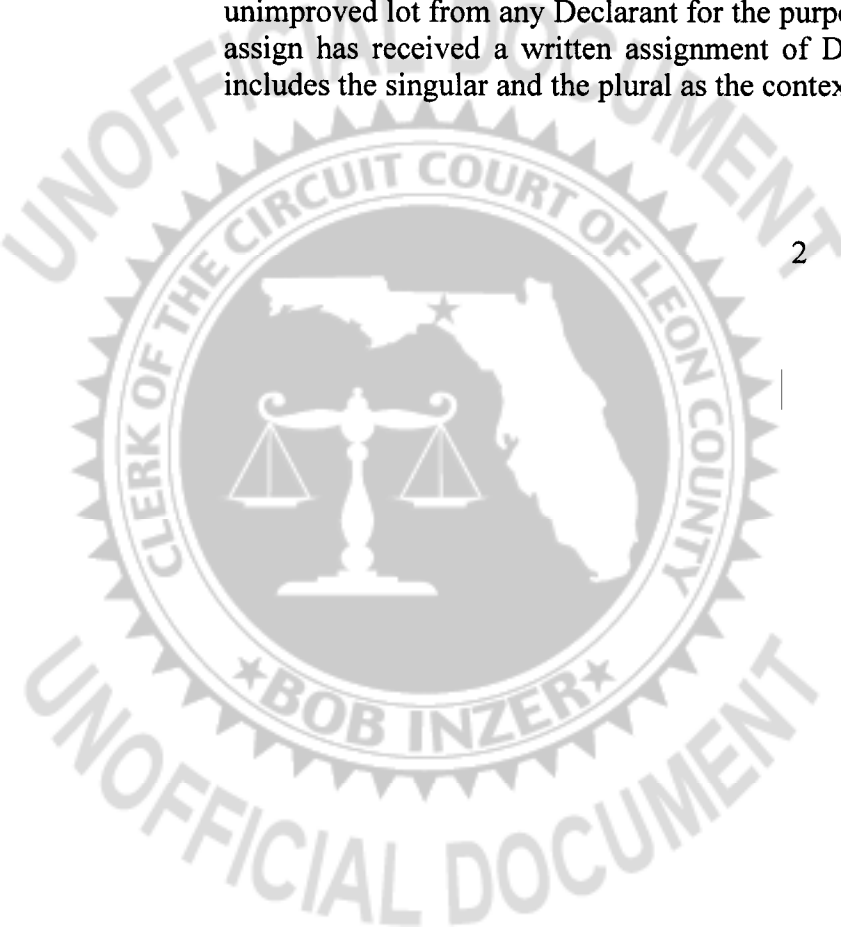 unimproved lot from any Declarant for the purp
assign has received a written assignment of D
includes the singular and the plural as the contex
UNOFFICIAL DOCUMENT
CLERK OF THE CIRCUIT COURT OF LEON COUNTY
2
★BOB INZER★
UNOFFICIAL DOCUMENT